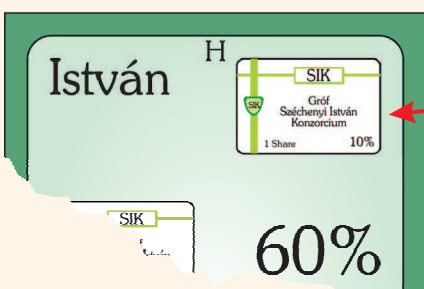 H
István
SIK
SIK
Gróf
Széchenyi István
Konzorcium
1 Share 10%
SIK
60%